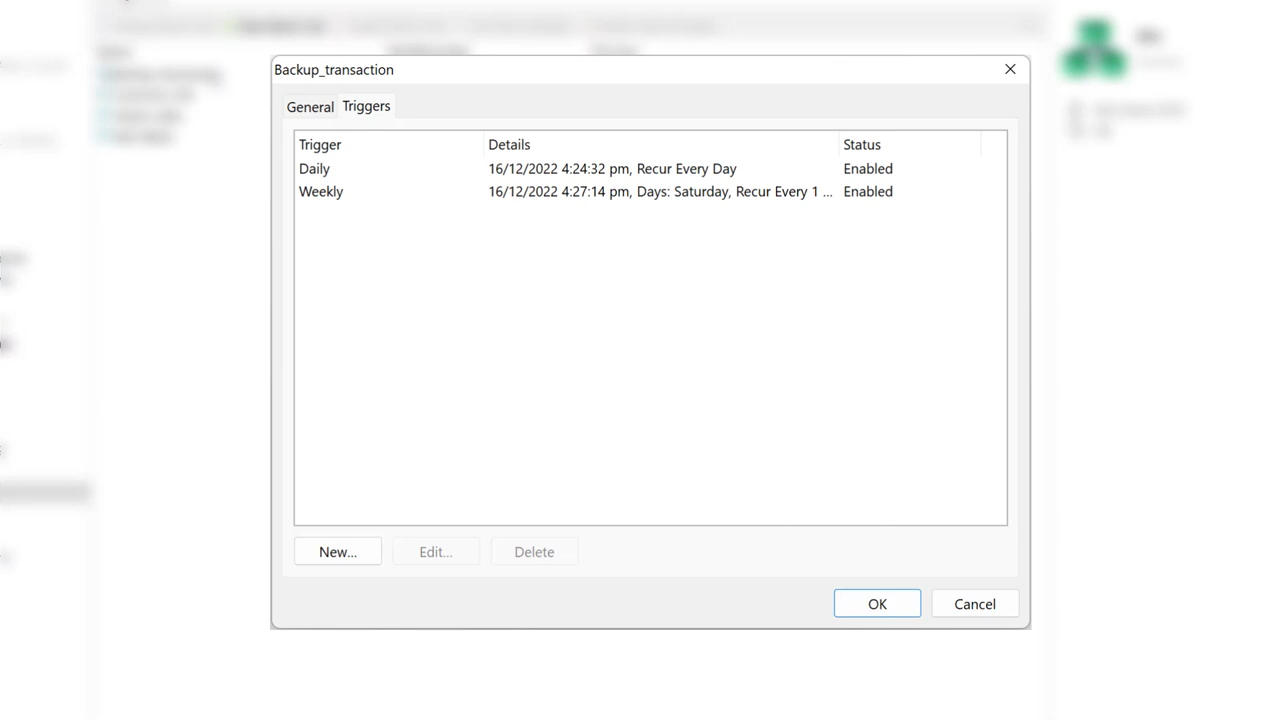 Backup_transaction
General Triggers
Trigger Details Status
Daily 16/12/2022 4:24:32 pm, Recur Every Day Enabled
Weekly 16/12/2022 4:27:14 pm, Days: Saturday, Recur Every 1 ... Enabled
New... Edit... Delete
OK Cancel